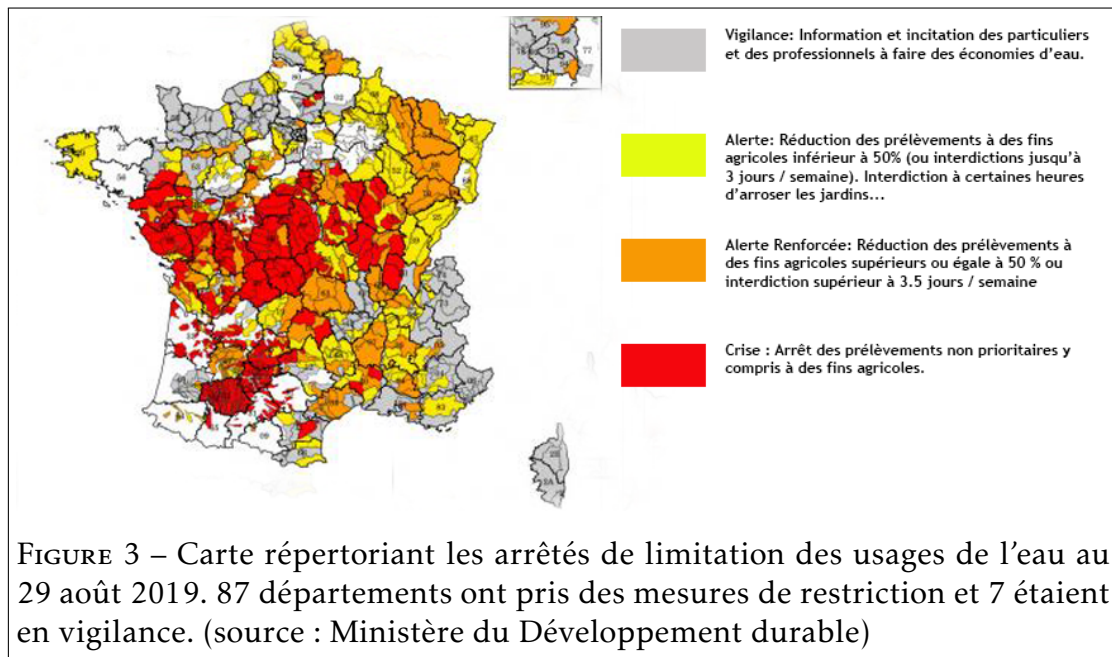 Vigilance: Information et incitation des particuliers
et des professionnels à faire des économies d'eau.
Alerte: Réduction des prélèvements à des fins
agricoles inférieur à 50% (ou interdictions jusqu'à
3 jours / semaine). Interdiction à certaines heures
d'arroser les jardins...
Alerte Renforcée: Réduction des prélèvements à
des fins agricoles supérieurs ou égale à 50 % ou
interdiction supérieur à 3.5 jours / semaine
Crise : Arrêt des prélèvements non prioritaires y
compris à des fins agricoles.
FIGURE 3 – Carte répertoriant les arrêtés de limitation des usages de l'eau au
29 août 2019. 87 départements ont pris des mesures de restriction et 7 étaient
en vigilance. (source : Ministère du Développement durable)